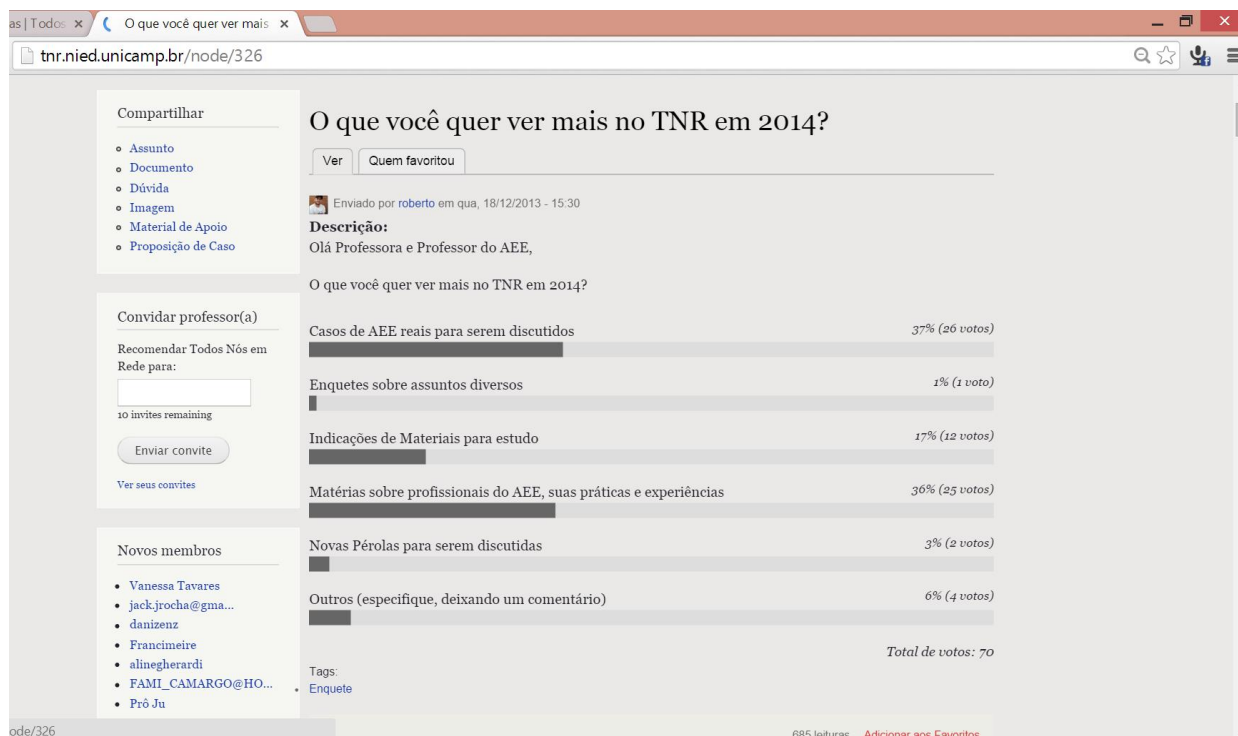 as | Todos
O que você quer ver mais
tnr.nied.unicamp.br/node/326
Compartilhar
Assunto
Documento
Dúvida
Imagem
Material de Apoio
Proposição de Caso
Convidar professor(a)
Recomendar Todos Nós em
Rede para:
10 invites remaining
Enviar convite
Ver seus convites
Novos membros
Vanessa Tavares
jack.jrocha@gma...
danizenz
Francimeire
alinegherardi
FAMI_CAMARGO@HO...
Prô Ju
O que você quer ver mais no TNR em 2014?
Ver Quem favoritou
Enviado por roberto em qua, 18/12/2013 - 15:30
Descrição:
Olá Professora e Professor do AEE,
O que você quer ver mais no TNR em 2014?
Casos de AEE reais para serem discutidos 37% (26 votos)
Enquetes sobre assuntos diversos 1% (1 voto)
Indicações de Materiais para estudo 17% (12 votos)
Matérias sobre profissionais do AEE, suas práticas e experiências 36% (25 votos)
Novas Pérolas para serem discutidas 3% (2 votos)
Outros (especifique, deixando um comentário) 6% (4 votos)
Total de votos: 70
Tags:
Enquete
685 leituras Adicionar aos Favoritos
ode/326